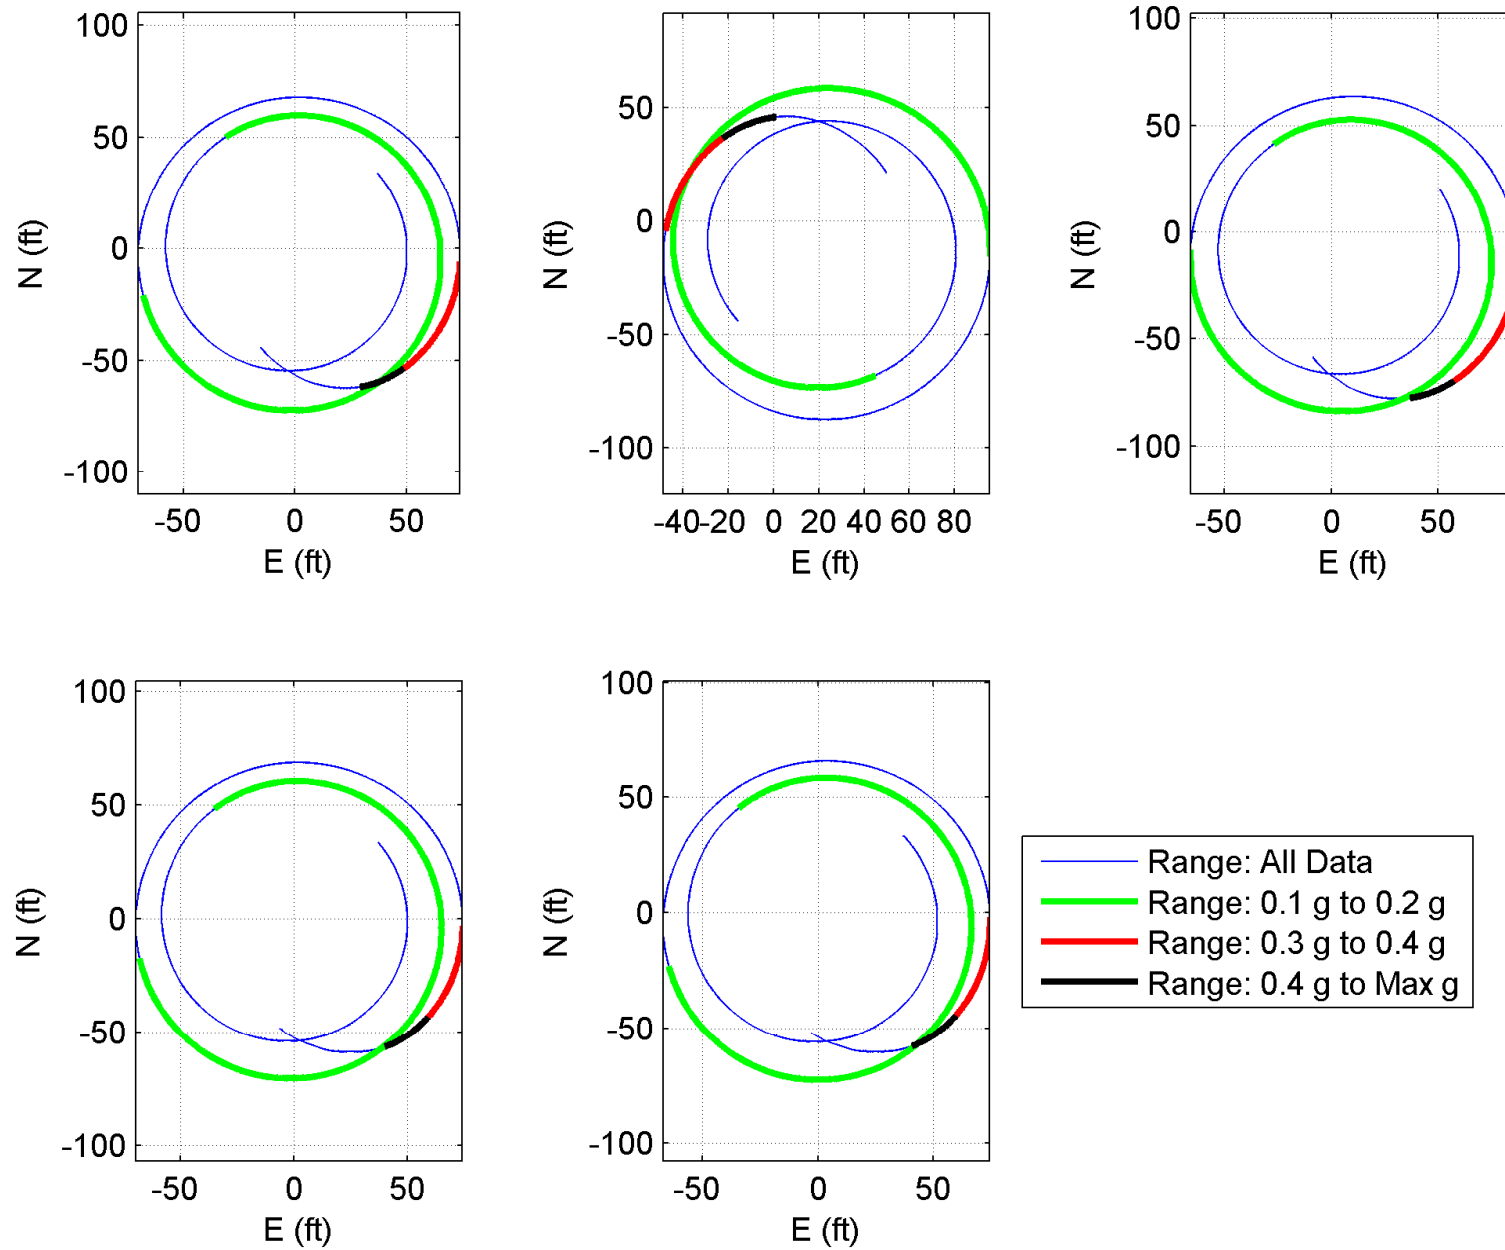 100
50
0
-50
-100
N (ft)
-50 0 50
E (ft)
50
0
-50
-100
N (ft)
-40 -20 0 20 40 60 80
E (ft)
100
50
0
-50
-100
N (ft)
-50 0 50
E (ft)
100
50
0
-50
-100
N (ft)
-50 0 50
E (ft)
100
50
0
-50
-100
N (ft)
-50 0 50
E (ft)
Range: All Data
Range: 0.1 g to 0.2 g
Range: 0.3 g to 0.4 g
Range: 0.4 g to Max g